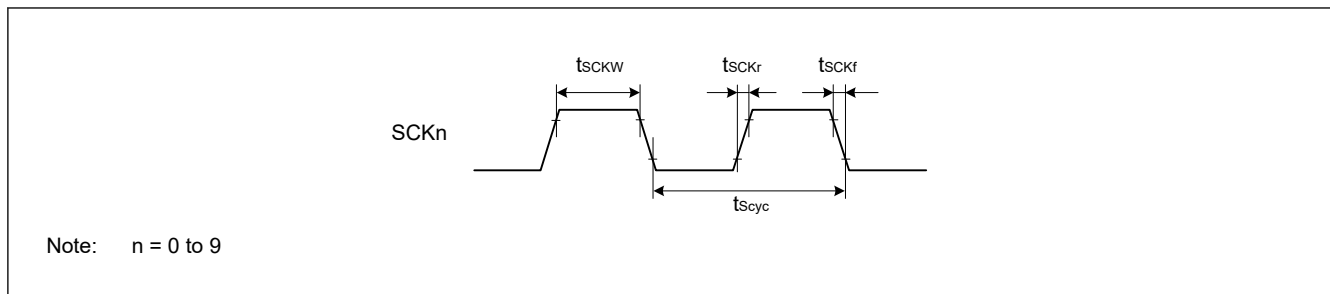 tSCKW tSCKr tSCKf
SCKn
tScyc
Note: n = 0 to 9